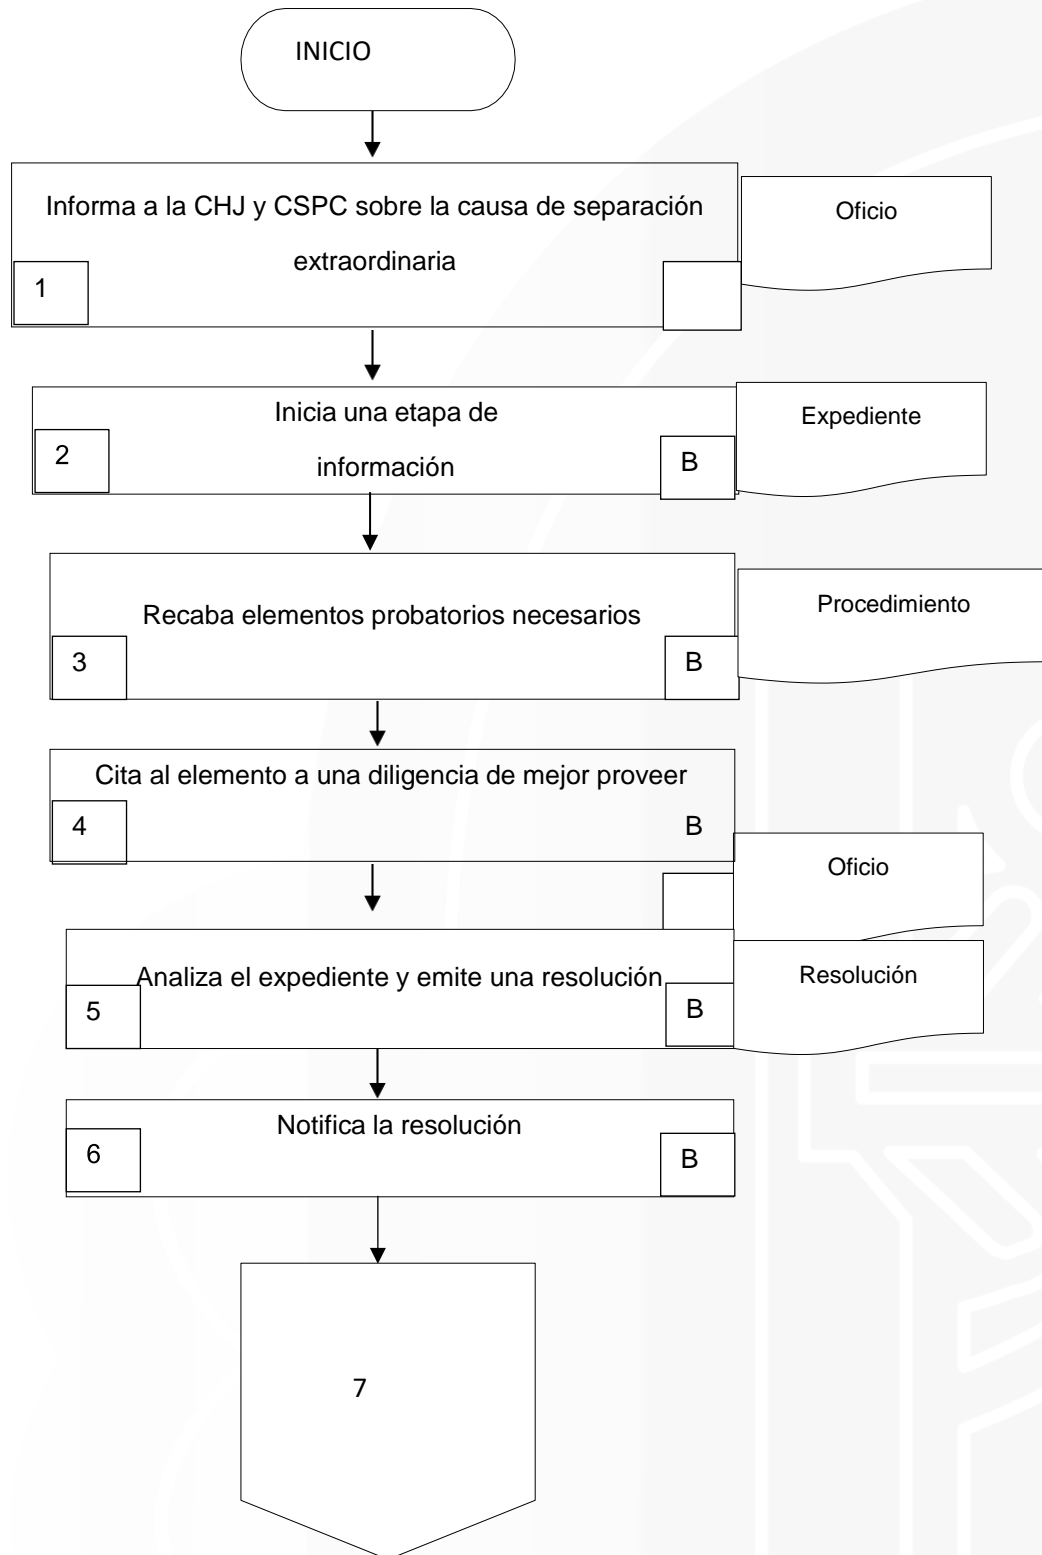 INICIO
Informa a la CHJ y CSPC sobre la causa de separación
extraordinaria
Oficio
1
Inicia una etapa de
información
Expediente
2
B
Recaba elementos probatorios necesarios
Procedimiento
3
B
Cita al elemento a una diligencia de mejor proveer
4
B
Oficio
Analiza el expediente y emite una resolución
Resolución
5
B
Notifica la resolución
6
B
7